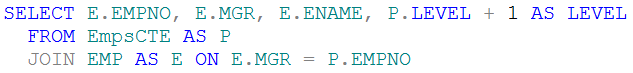 SELECT E.EMPNO, E.MGR, E.ENAME, P.LEVEL + 1 AS LEVEL
FROM EmpsCTE AS P
JOIN EMP AS E ON E.MGR = P.EMPNO